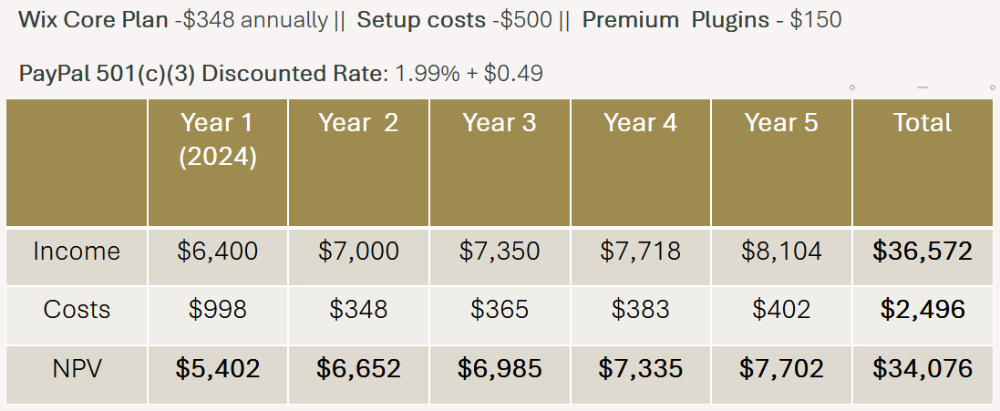 Wix Core Plan -$348 annually || Setup costs -$500 || Premium Plugins - $150
PayPal 501(c)(3) Discounted Rate: 1.99% + $0.49
Year 1 (2024) Year 2 Year 3 Year 4 Year 5 Total
Income $6,400 $7,000 $7,350 $7,718 $8,104 $36,572
Costs $998 $348 $365 $383 $402 $2,496
NPV $5,402 $6,652 $6,985 $7,335 $7,702 $34,076